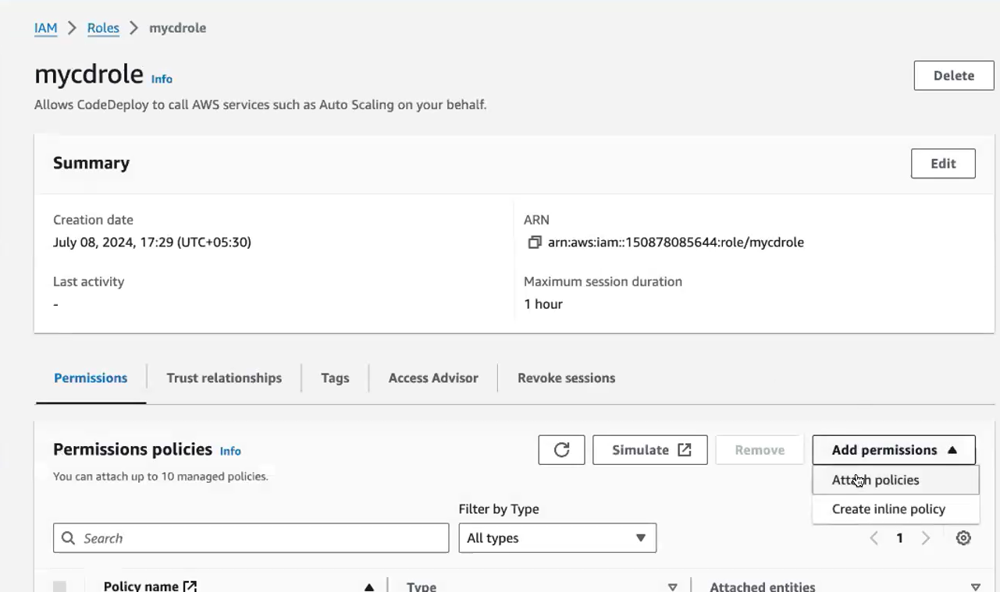 IAM > Roles > mycdrole
mycdrole Info
Delete
Allows CodeDeploy to call AWS services such as Auto Scaling on your behalf.
Summary
Edit
Creation date
July 08, 2024, 17:29 (UTC+05:30)
ARN
arn:aws:iam::150878085644:role/mycdrole
Last activity
-
Maximum session duration
1 hour
Permissions
Trust relationships
Tags
Access Advisor
Revoke sessions
Permissions policies Info
You can attach up to 10 managed policies.
Simulate
Remove
Add permissions
Attach policies
Create inline policy
Search
Filter by Type
All types
1
Policy name
Type
Attached entities